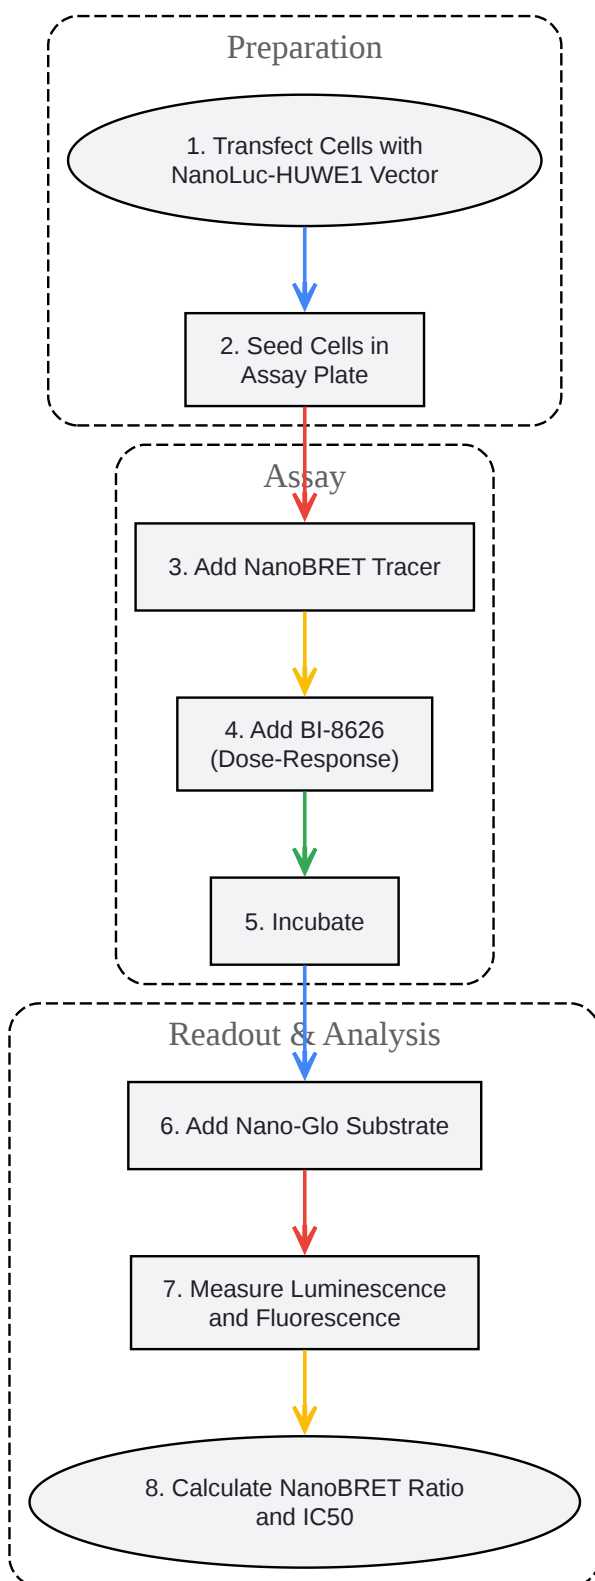 Preparation
1. Transfect Cells with
NanoLuc-HUWE1 Vector
2. Seed Cells in
Assay Plate
Assay
3. Add NanoBRET Tracer
4. Add BI-8626
(Dose-Response)
5. Incubate
Readout & Analysis
6. Add Nano-Glo Substrate
7. Measure Luminescence
and Fluorescence
8. Calculate NanoBRET Ratio
and IC50